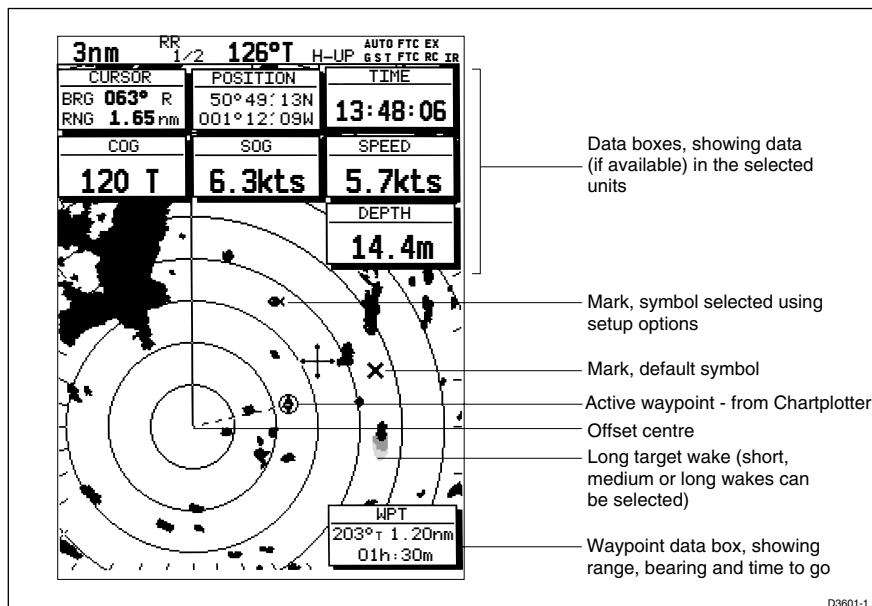 3nm RR 1/2 126°T H-UP AUTO FTC EX
G S T FTC RC IR
CURSOR
BRG 063° R
RNG 1.65nm
POSITION
50°49.'13N
001°12.'09W
TIME
13:48:06
COG
120 T
SOG
6.3kts
SPEED
5.7kts
DEPTH
14.4m
Data boxes, showing data
(if available) in the selected
units
Mark, symbol selected using
setup options
Mark, default symbol
Active waypoint - from Chartplotter
Offset centre
Long target wake (short,
medium or long wakes can
be selected)
WPT
203°T 1.20nm
01h:30m
Waypoint data box, showing
range, bearing and time to go
D3601-1